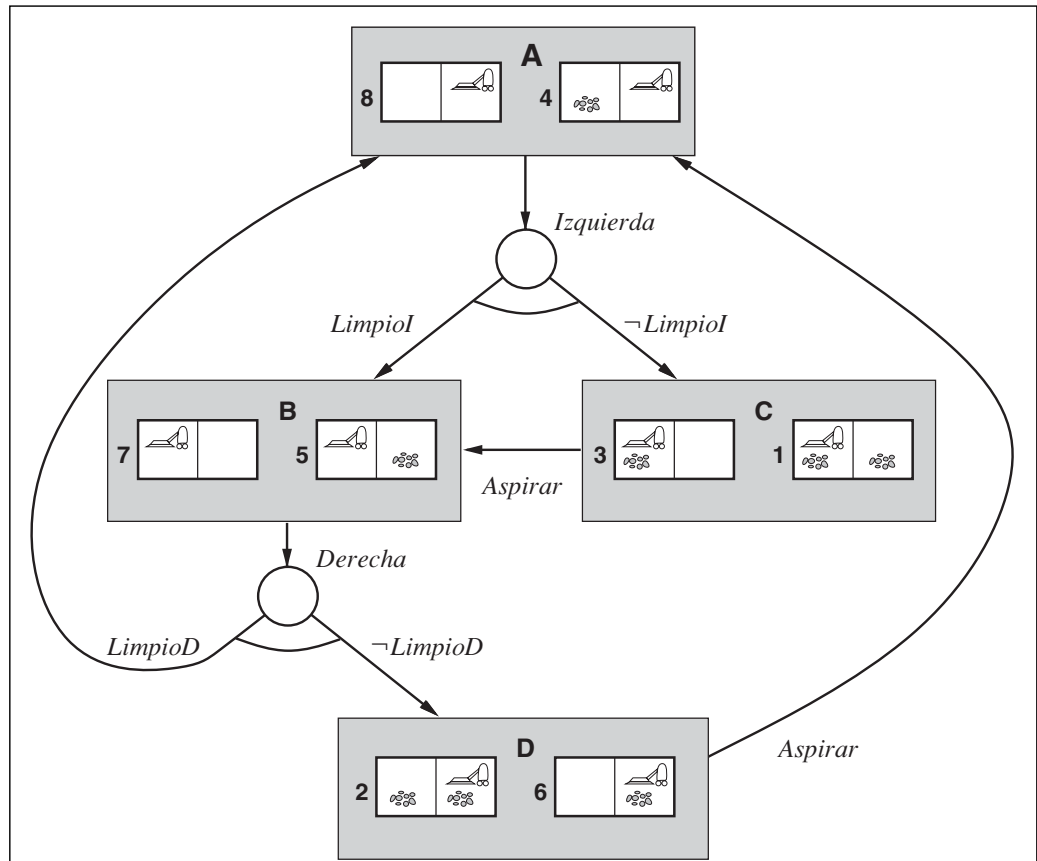 A
8
4
Izquierda
LimpioI
¬LimpioI
B
7
5
C
3
1
Aspirar
Derecha
LimpioD
¬LimpioD
D
2
6
Aspirar